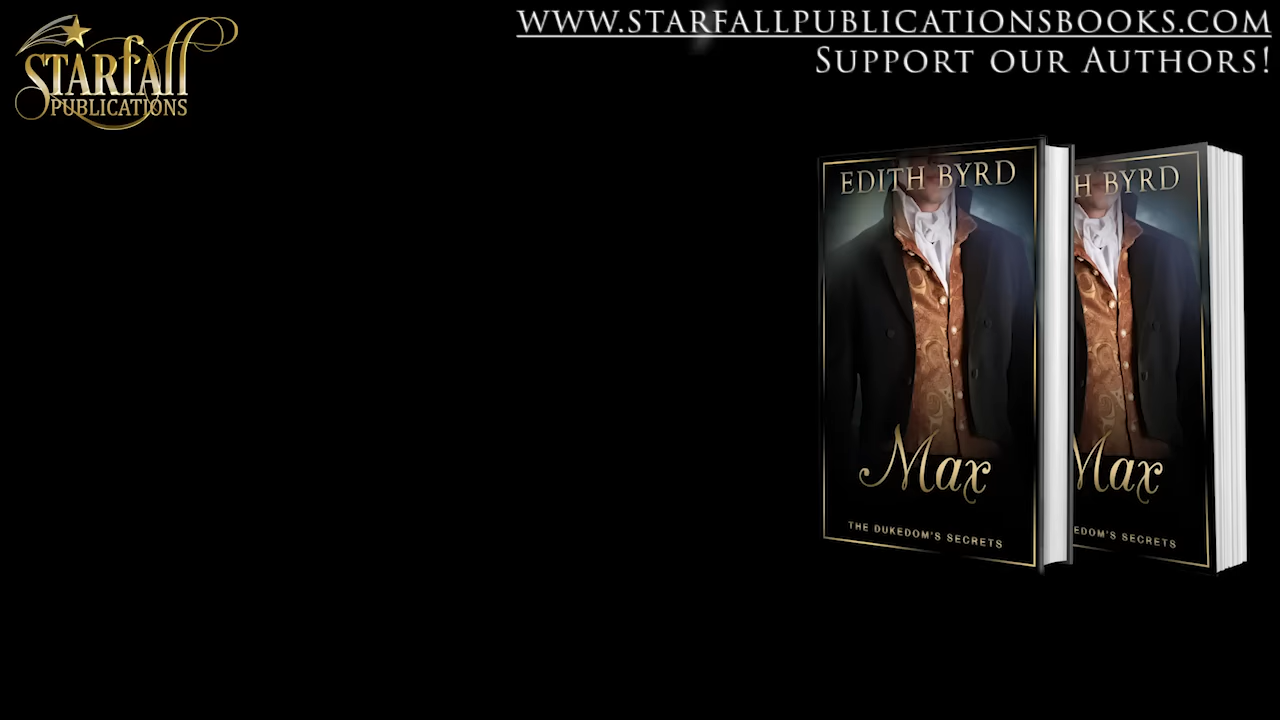 STARfall
PUBLICATIONS
WWW.STARFALLPUBLICATIONSBOOKS.COM
SUPPORT OUR AUTHORS!
EDITH BYRD
Max
THE DUKEDOM'S SECRETS
H BYRD
Max
EDOM'S SECRETS